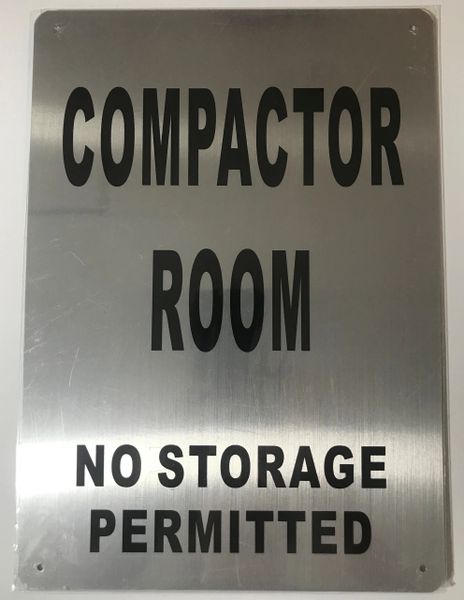 COMPACTOR
ROOM
NO STORAGE
PERMITTED